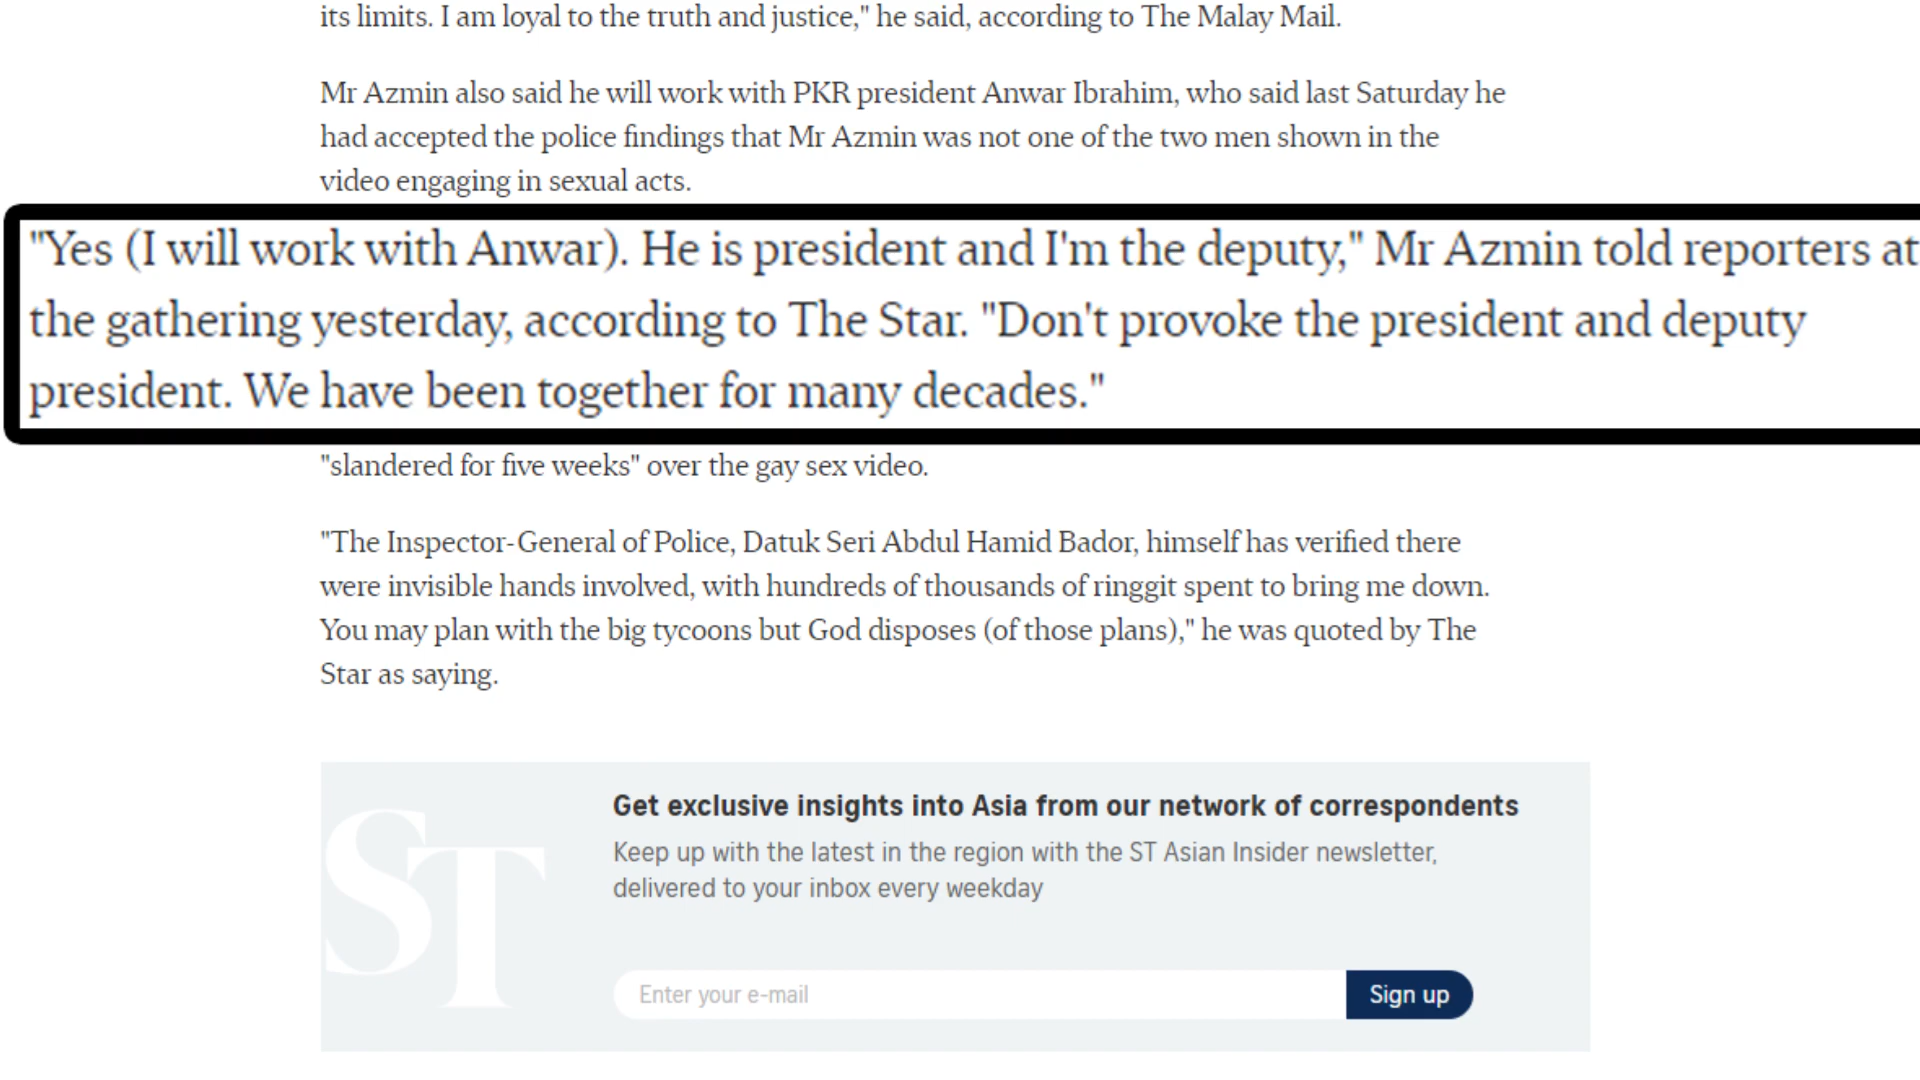 its limits. I am loyal to the truth and justice," he said, according to The Malay Mail.
Mr Azmin also said he will work with PKR president Anwar Ibrahim, who said last Saturday he
had accepted the police findings that Mr Azmin was not one of the two men shown in the
video engaging in sexual acts.
"Yes (I will work with Anwar). He is president and I'm the deputy," Mr Azmin told reporters at
the gathering yesterday, according to The Star. "Don't provoke the president and deputy
president. We have been together for many decades."
"slandered for five weeks" over the gay sex video.
"The Inspector-General of Police, Datuk Seri Abdul Hamid Bador, himself has verified there
were invisible hands involved, with hundreds of thousands of ringgit spent to bring me down.
You may plan with the big tycoons but God disposes (of those plans)," he was quoted by The
Star as saying.
ST
Get exclusive insights into Asia from our network of correspondents
Keep up with the latest in the region with the ST Asian Insider newsletter,
delivered to your inbox every weekday
Enter your e-mail
Sign up